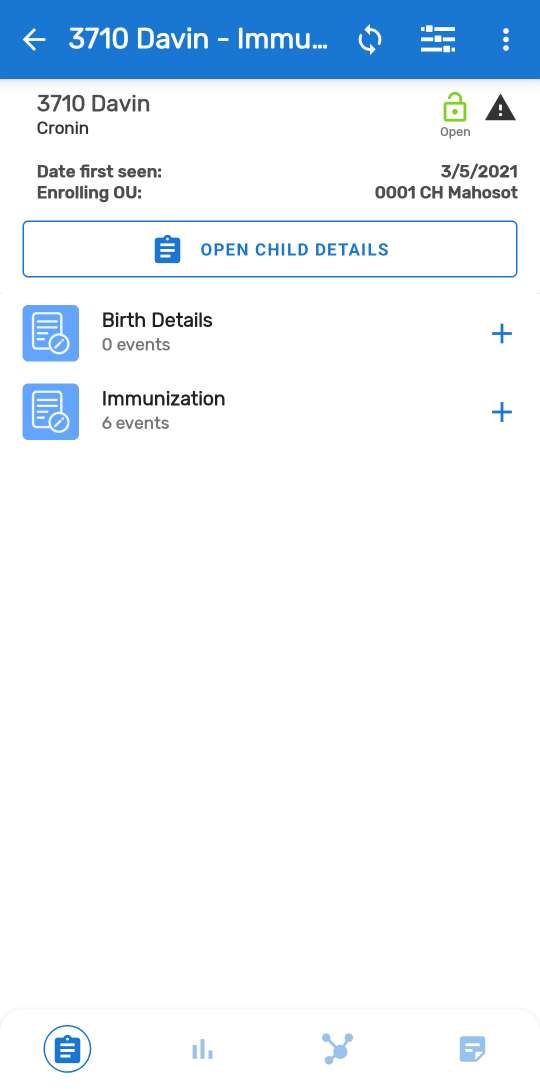 3710 Davin - Immu...
3710 Davin
Cronin
Open
Date first seen: 3/5/2021
Enrolling OU: 0001 CH Mahosot
OPEN CHILD DETAILS
Birth Details
0 events
Immunization
6 events